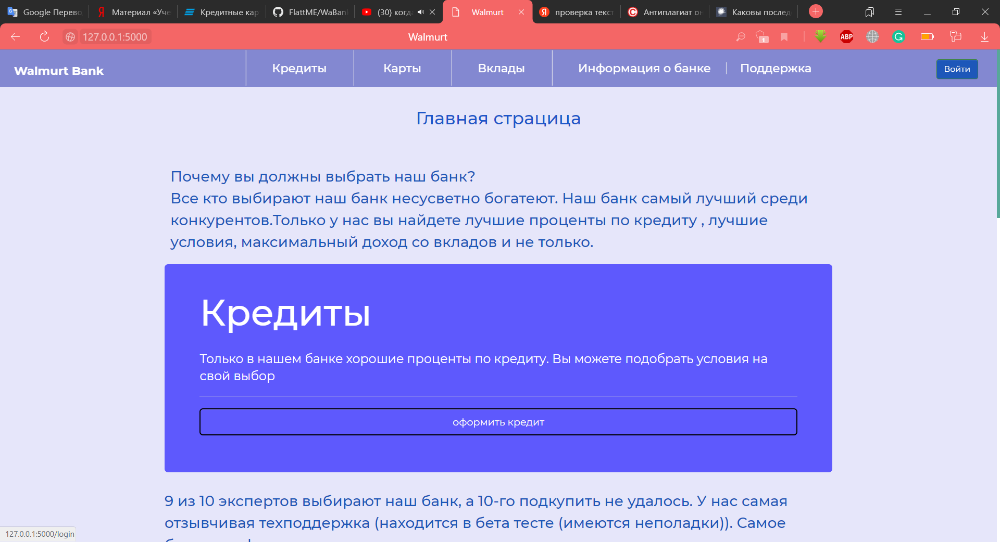 Google Перево
Материал «Уче
Кредитные кар
FlattME/WaBan
(30) когда
Walmurt
проверка текст
Антиплагиат он
Каковы послед
127.0.0.1:5000
Walmurt
1
ABP
Walmurt Bank
Кредиты
Карты
Вклады
Информация о банке
Поддержка
Войти
Главная страцица
Почему вы должны выбрать наш банк?
Все кто выбирают наш банк несусветно богатеют. Наш банк самый лучший среди
конкурентов.Только у нас вы найдете лучшие проценты по кредиту , лучшие
условия, максимальный доход со вкладов и не только.
Кредиты
Только в нашем банке хорошие проценты по кредиту. Вы можете подобрать условия на
свой выбор
оформить кредит
9 из 10 экспертов выбирают наш банк, а 10-го подкупить не удалось. У нас самая
отзывчивая техподдержка (находится в бета тесте (имеются неполадки)). Самое
127.0.0.1:5000/login